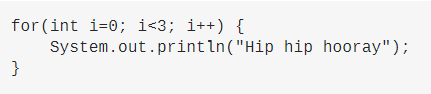 for(int i=0; i<3; i++) {
    System.out.println("Hip hip hooray");
}